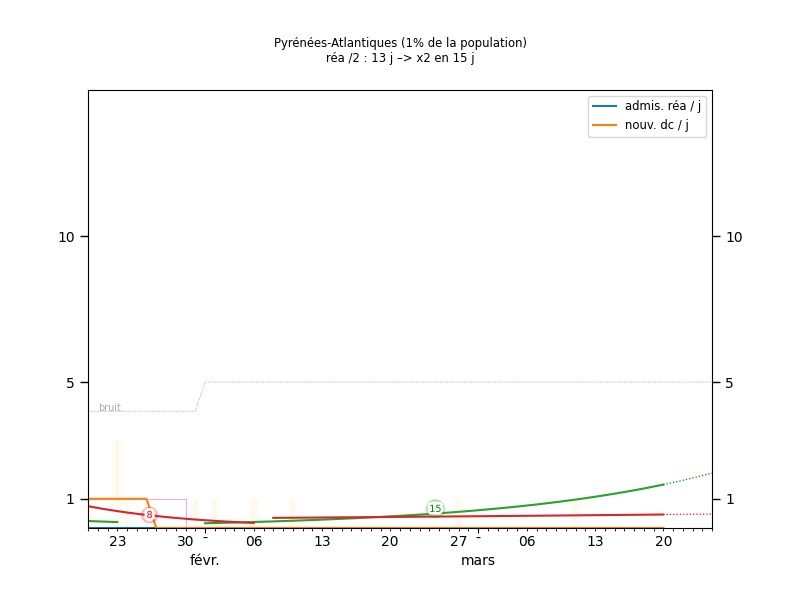 Pyrénées-Atlantiques (1% de la population)
réa /2 : 13 j –> x2 en 15 j
admis. réa / j
nouv. dc / j
10
10
5
5
bruit
1
1
15
8
23
30
-
06
13
20
27
-
06
13
20
févr.
mars